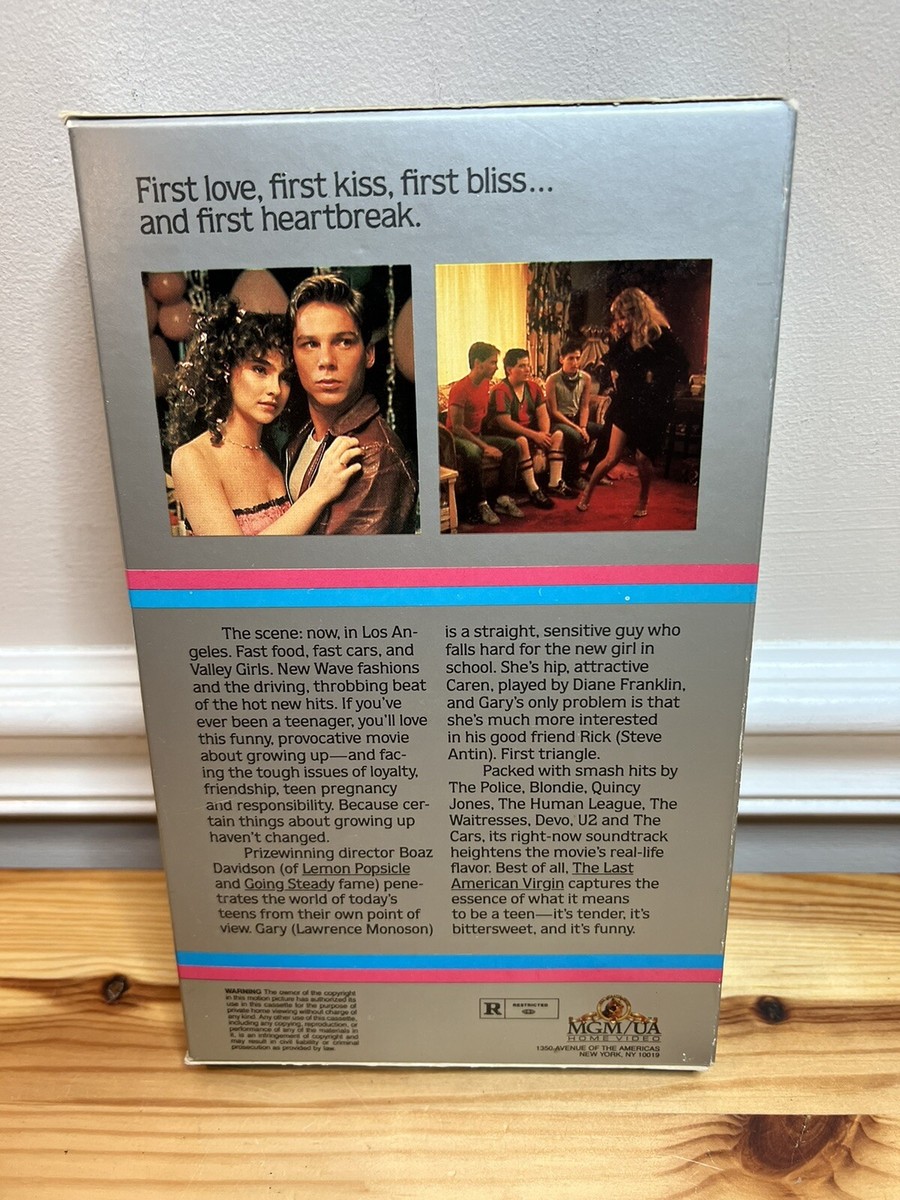 First love, first kiss, first bliss...
and first heartbreak.
The scene: now, in Los An-
geles. Fast food, fast cars, and
Valley Girls. New Wave fashions
and the driving, throbbing beat
of the hot new hits. If you've
ever been a teenager, you'll love
this funny, provocative movie
about growing up—and fac-
ing the tough issues of loyalty,
friendship, teen pregnancy
and responsibility. Because cer-
tain things about growing up
haven't changed.
Prizewinning director Boaz
Davidson (of Lemon Popsicle
and Going Steady fame) pene-
trates the world of today's
teens from their own point of
view. Gary (Lawrence Monoson)
is a straight, sensitive guy who
falls hard for the new girl in
school. She's hip, attractive
Caren, played by Diane Franklin,
and Gary's only problem is that
she's much more interested
in his good friend Rick (Steve
Antin). First triangle.
Packed with smash hits by
The Police, Blondie, Quincy
Jones, The Human League, The
Waitresses, Devo, U2 and The
Cars, its right-now soundtrack
heightens the movie's real-life
flavor. Best of all, The Last
American Virgin captures the
essence of what it means
to be a teen—it's tender, it's
bittersweet, and it's funny.
WARNING The owner of the copyright
in this motion picture has authorized its
use in this cassette for the purpose of
private home viewing without charge of
any kind. Any other use of this cassette,
including any copying, reproduction, or
performance of any of the materials in
it, is an infringement of copyright and
may result in civil liability or criminal
prosecution as provided by law.
R RESTRICTED
MGM/UA
HOME VIDEO
1350 AVENUE OF THE AMERICAS
NEW YORK, NY 10019